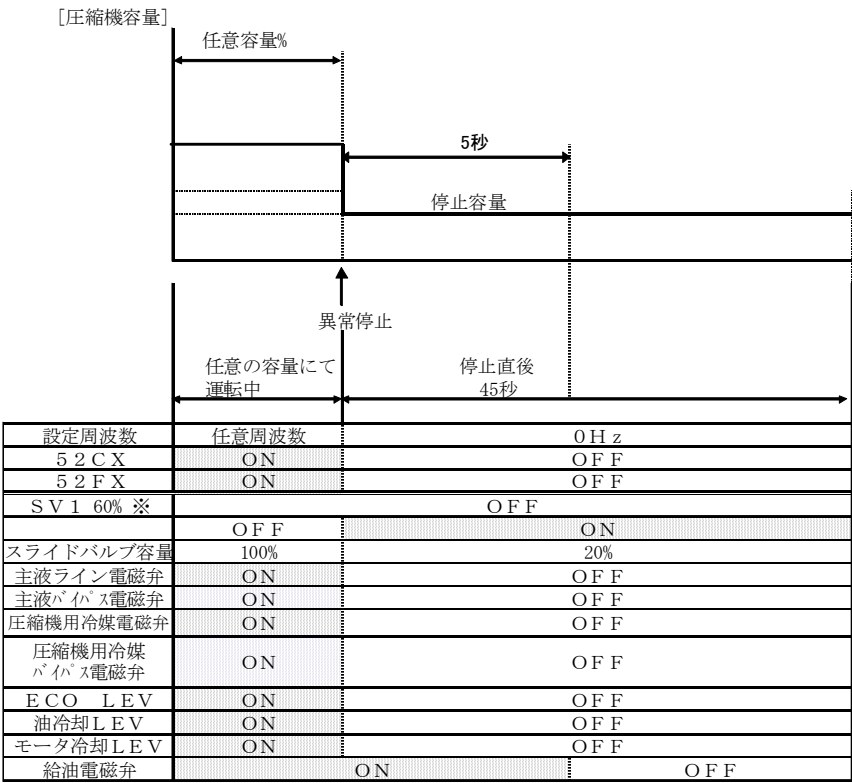 [圧縮機容量]
任意容量%
5秒
停止容量
異常停止
任意の容量にて
運転中
停止直後
45秒
設定周波数 任意周波数 0Hz
52CX ON OFF
52FX ON OFF
SV1 60% ※ OFF
OFF ON
スライドバルブ容量 100% 20%
主液ライン電磁弁 ON OFF
主液バイパス電磁弁 ON OFF
圧縮機用冷媒電磁弁 ON OFF
圧縮機用冷媒
バイパス電磁弁 ON OFF
ECO LEV ON OFF
油冷却LEV ON OFF
モータ冷却LEV ON OFF
給油電磁弁 ON OFF